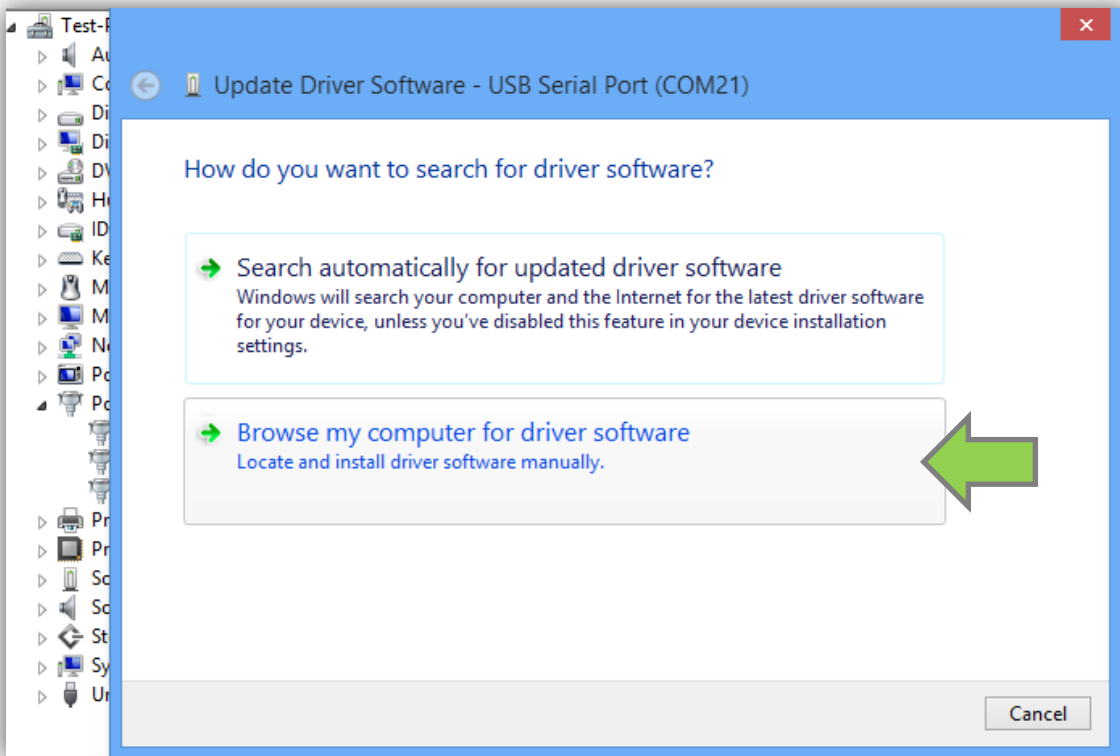 Update Driver Software - USB Serial Port (COM21)
How do you want to search for driver software?
Search automatically for updated driver software
Windows will search your computer and the Internet for the latest driver software
for your device, unless you've disabled this feature in your device installation
settings.
Browse my computer for driver software
Locate and install driver software manually.
Cancel